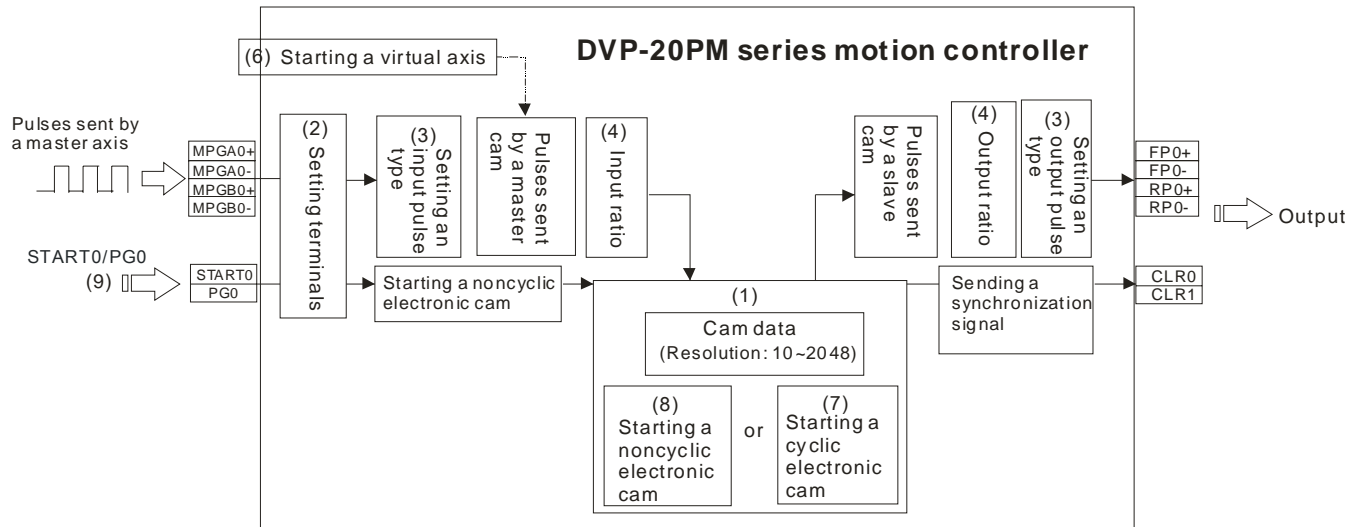 DVP-20PM series motion controller
(6) Starting a virtual axis
Pulses sent by
a master axis
MPGA0+
MPGA0-
MPGB0+
MPGB0-
(2)
Setting terminals
(3)
Setting an
input pulse
type
Pulses sent
by a master
cam
(4)
Input ratio
Pulses sent
by a slave
cam
(4)
Output ratio
(3)
Setting an
output pulse
type
FP0+
FP0-
RP0+
RP0-
Output
START0/PG0
(9)
START0
PG0
Starting a noncyclic
electronic cam
(1)
Cam data
(Resolution: 10~2048)
(8)
Starting a
noncyclic
electronic
cam
or
(7)
Starting a
cyclic
electronic
cam
Sending a
synchronization
signal
CLR0
CLR1